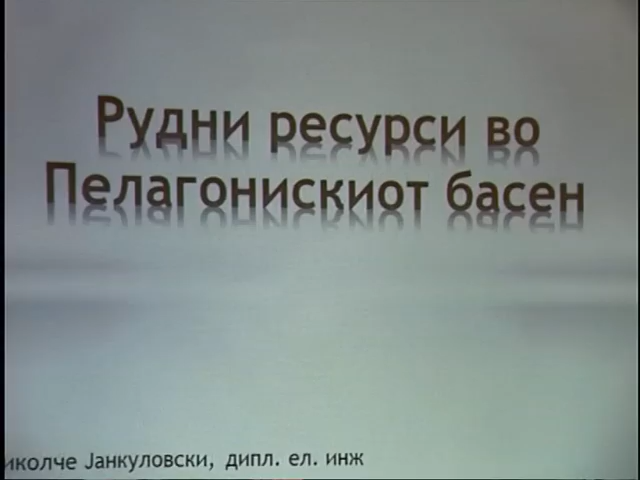 Рудни ресурси во
Пелагонискиот басен
иколче Јанкуловски, дипл. ел. инж